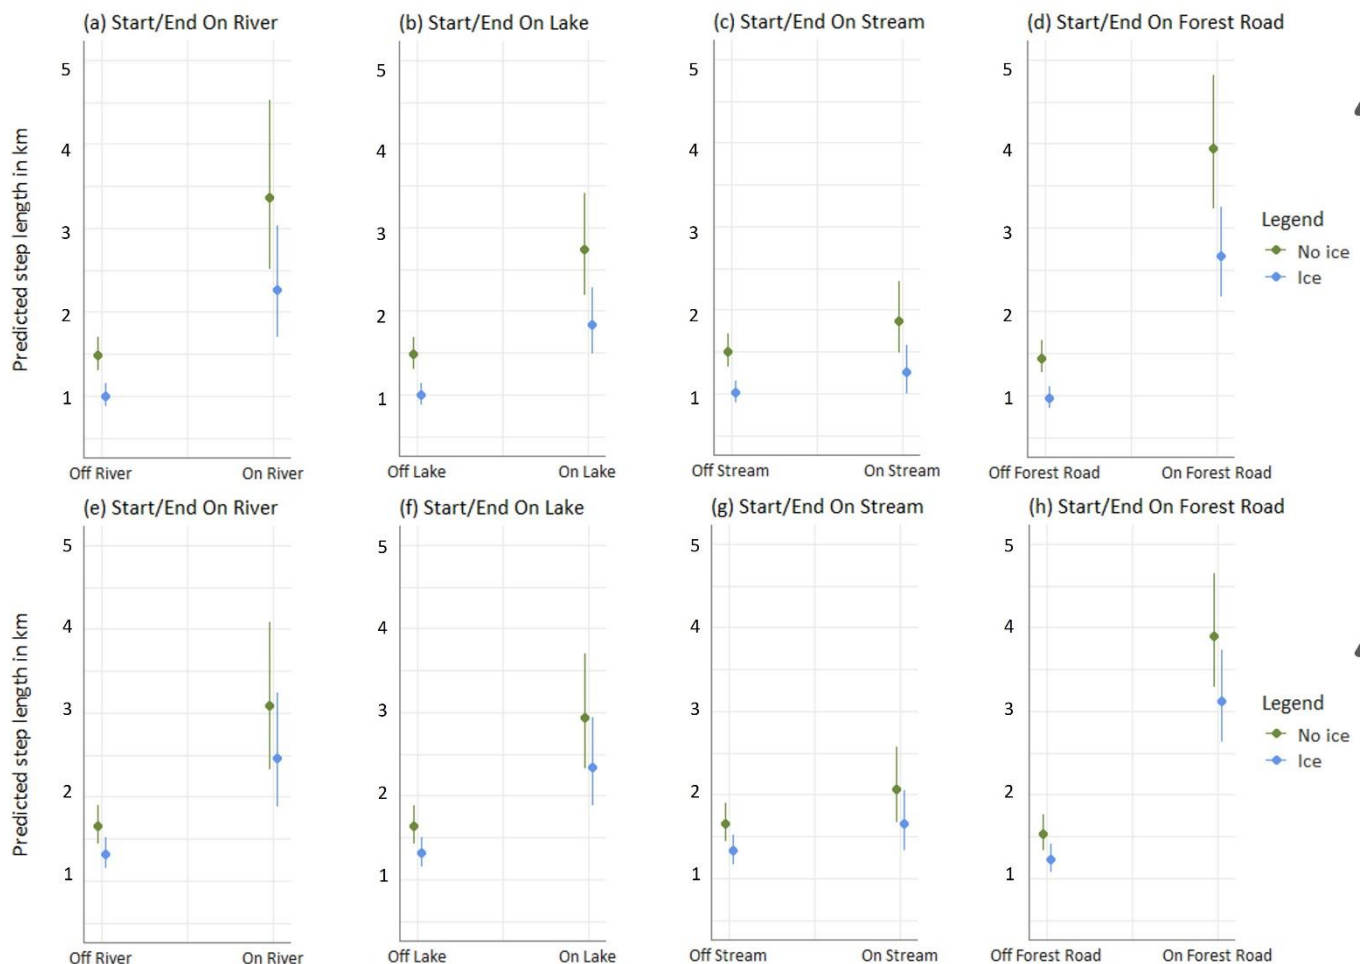 (a) Start/End On River
(b) Start/End On Lake
(c) Start/End On Stream
(d) Start/End On Forest Road
Predicted step length in km
5
4
3
2
1
5
4
3
2
1
5
4
3
2
1
5
4
3
2
1
Legend
No ice
Ice
Off River On River
Off Lake On Lake
Off Stream On Stream
Off Forest Road On Forest Road
(e) Start/End On River
(f) Start/End On Lake
(g) Start/End On Stream
(h) Start/End On Forest Road
Predicted step length in km
5
4
3
2
1
5
4
3
2
1
5
4
3
2
1
5
4
3
2
1
Legend
No ice
Ice
Off River On River
Off Lake On Lake
Off Stream On Stream
Off Forest Road On Forest Road